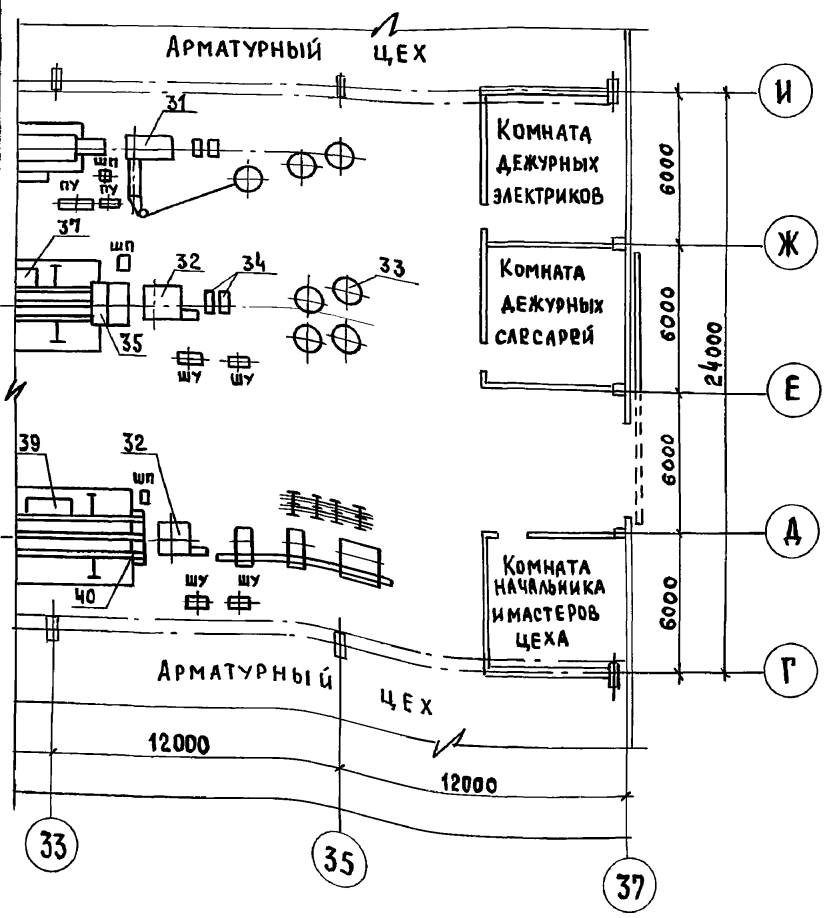 АРМАТУРНЫЙ ЦЕХ
И
31
КОМНАТА
ДЕЖУРНЫХ
ЭЛЕКТРИКОВ
6000
ШП
ПУ
ПУ
37
ШП
32
34
33
Ж
КОМНАТА
ДЕЖУРНЫХ
СЛЕСАРЕЙ
6000
24000
35
ШУ
ШУ
Е
39
32
ШП
6000
Д
ШУ
ШУ
40
КОМНАТА
НАЧАЛЬНИКА
И МАСТЕРОВ
ЦЕХА
6000
Г
АРМАТУРНЫЙ
ЦЕХ
12000
12000
33
35
37